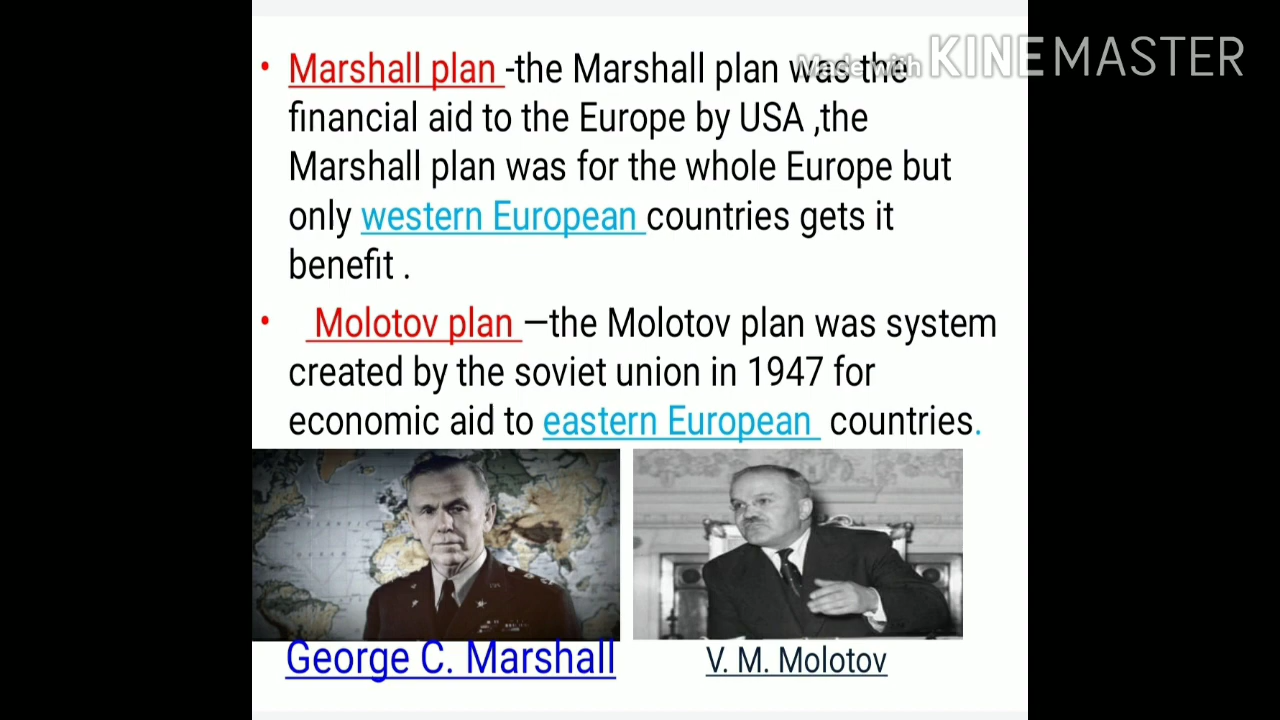 • Marshall plan -the Marshall plan was the
financial aid to the Europe by USA ,the
Marshall plan was for the whole Europe but
only western European countries gets it
benefit .
• Molotov plan —the Molotov plan was system
created by the soviet union in 1947 for
economic aid to eastern European countries.
George C. Marshall
V. M. Molotov
Made with KINEMASTER